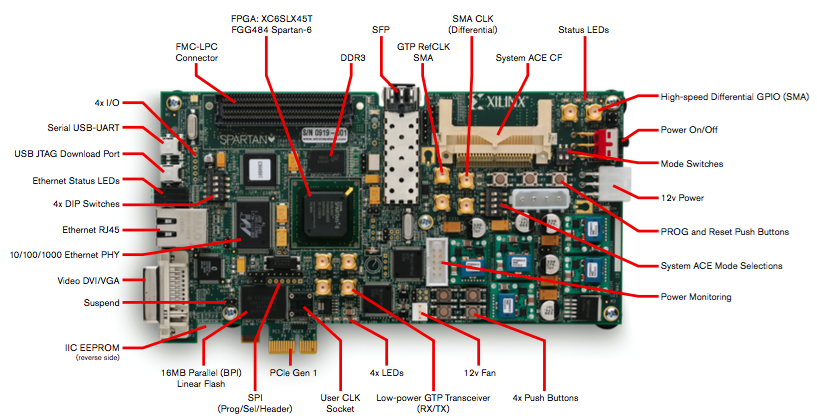 FPGA: XC6SLX45T
FGG484 Spartan-6
SFP
SMA CLK
(Differential)
Status LEDs
FMC-LPC
Connector
DDR3
GTP RefCLK
SMA
System ACE CF
4x I/O
Serial USB-UART
USB JTAG Download Port
Ethernet Status LEDs
4x DIP Switches
Ethernet RJ45
10/100/1000 Ethernet PHY
Video DVI/VGA
Suspend
IIC EEPROM
(reverse side)
XILINX
SPARTAN
S/N 0919-001
High-speed Differential GPIO (SMA)
Power On/Off
Mode Switches
12v Power
PROG and Reset Push Buttons
System ACE Mode Selections
Power Monitoring
16MB Parallel (BPI)
Linear Flash
PCIe Gen 1
4x LEDs
12v Fan
4x Push Buttons
SPI
(Prog/Sel/Header)
User CLK
Socket
Low-power GTP Transceiver
(RX/TX)